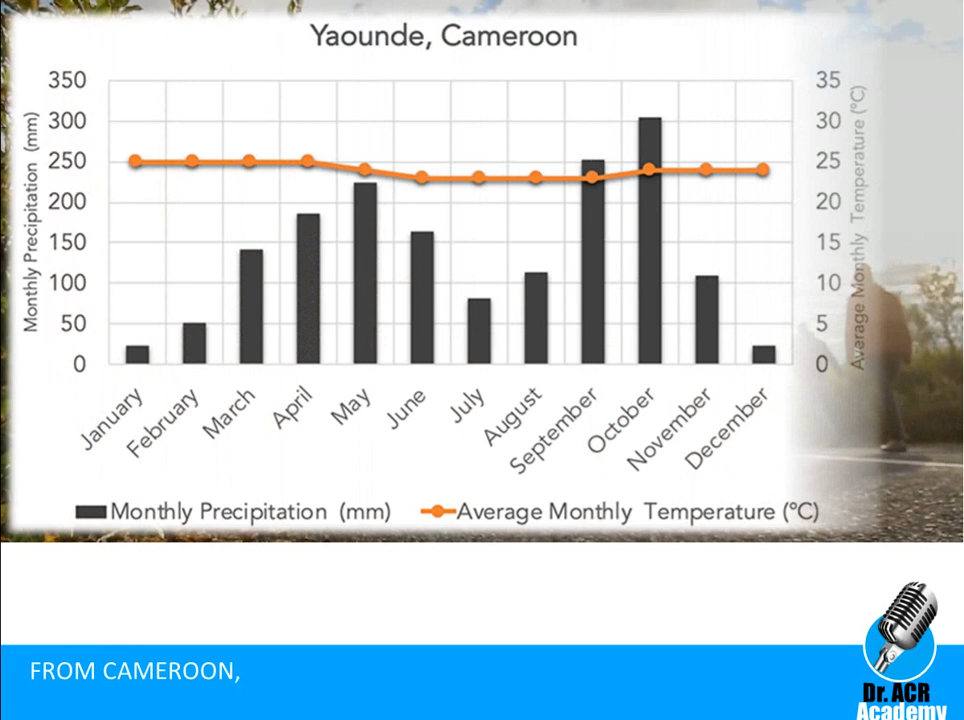 Yaounde, Cameroon
350
300
250
200
150
100
50
0
Monthly Precipitation (mm)
35
30
25
20
15
10
5
0
Average Monthly Temperature (°C)
January
February
March
April
May
June
July
August
September
October
November
December
Monthly Precipitation (mm)
Average Monthly Temperature (°C)
FROM CAMEROON,
Dr. ACR
Academy